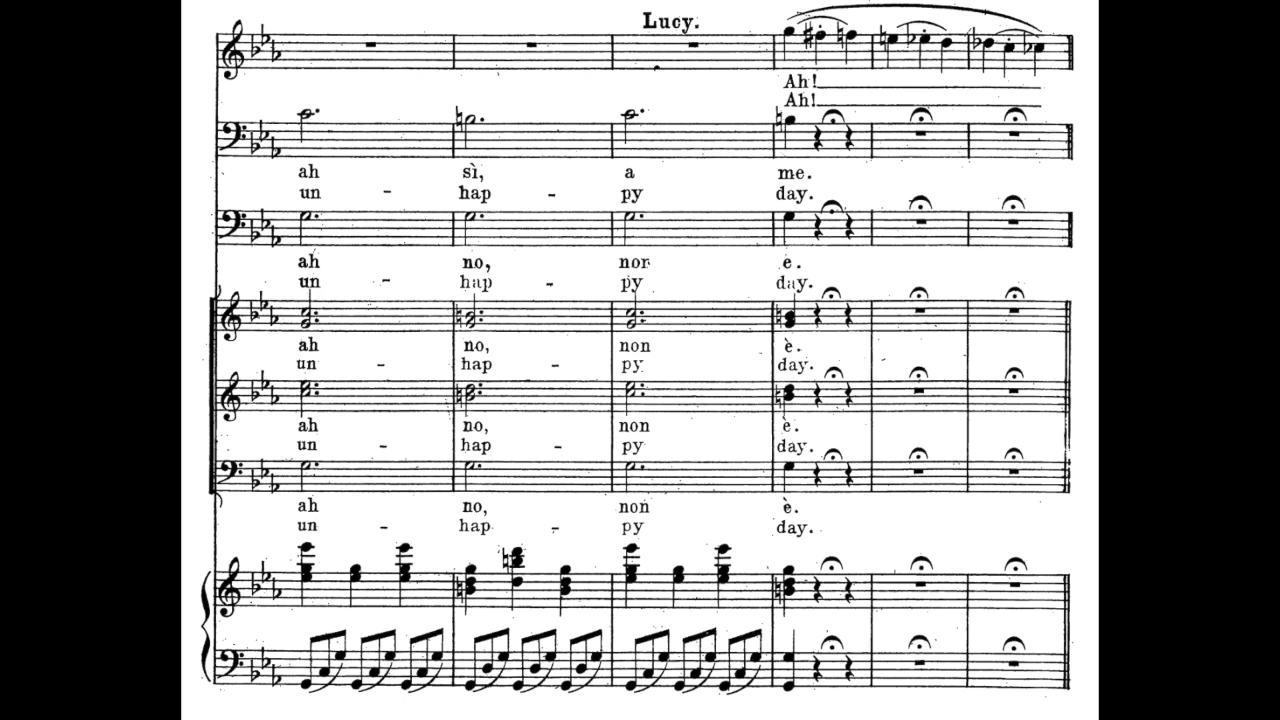 Lucy.
Ah!
Ah!
ah sì, a me.
un - hap - py day.
ah no, non e.
un - hap - py day.
ah no, non è.
un - hap - py day.
ah no, non è.
un - hap - py day.
ah no, non è.
un - hap - py day.